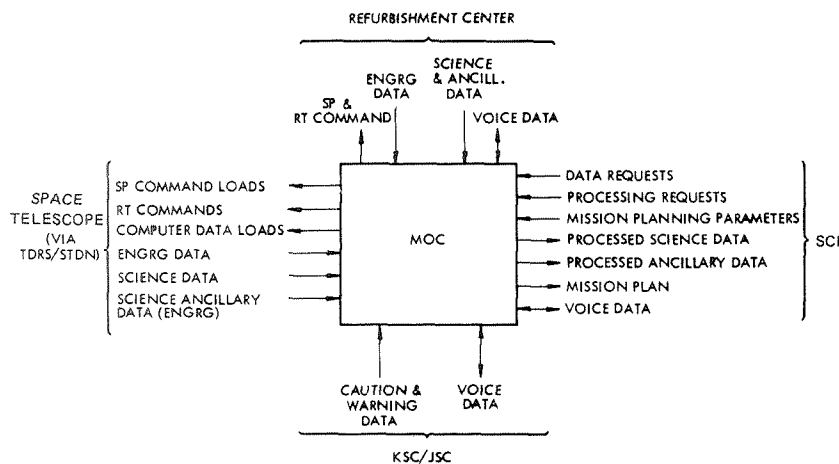 REFURBISHMENT CENTER
SCIENCE
& ANCILL.
DATA
ENGRG
DATA
SP &
RT COMMAND
VOICE DATA
SPACE
TELESCOPE
(VIA
TDRS/STDN)
SP COMMAND LOADS
RT COMMANDS
COMPUTER DATA LOADS
ENGRG DATA
SCIENCE DATA
SCIENCE ANCILLARY
DATA (ENGRG)
MOC
DATA REQUESTS
PROCESSING REQUESTS
MISSION PLANNING PARAMETERS
PROCESSED SCIENCE DATA
PROCESSED ANCILLARY DATA
MISSION PLAN
VOICE DATA
CAUTION &
WARNING
DATA
VOICE
DATA
KSC/JSC